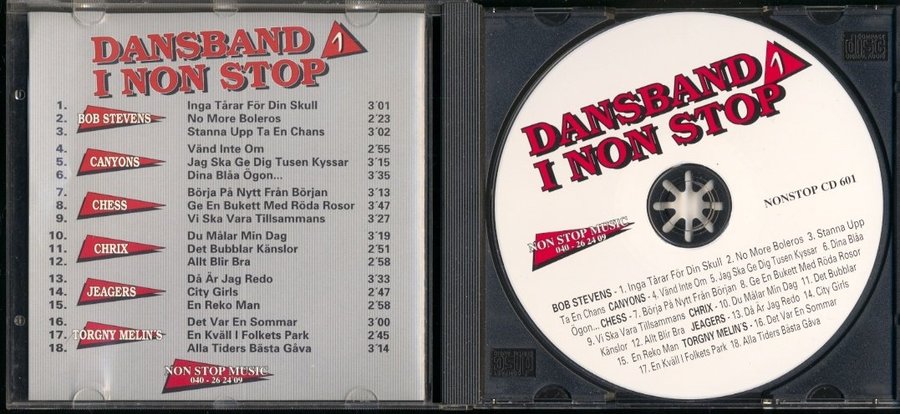 DANSBAND 1
I NON STOP
BOB STEVENS
1. Inga Tårar För Din Skull 3´01
2. No More Boleros 2´23
3. Stanna Upp Ta En Chans 3´02
CANYONS
4. Vänd Inte Om 2´55
5. Jag Ska Ge Dig Tusen Kyssar 3´15
6. Dina Blåa Ögon... 3´35
CHESS
7. Börja På Nytt Från Början 3´13
8. Ge En Bukett Med Röda Rosor 3´47
9. Vi Ska Vara Tillsammans 3´27
CHRIX
10. Du Målar Min Dag 3´19
11. Det Bubblar Känslor 2´51
12. Allt Blir Bra 2´58
JEAGERS
13. Då Är Jag Redo 3´33
14. City Girls 2´47
15. En Reko Man 2´58
TORGNY MELIN'S
16. Det Var En Sommar 3´00
17. En Kväll I Folkets Park 2´45
18. Alla Tiders Bästa Gåva 3´14
NON STOP MUSIC
040 - 26 24 09
DANSBAND 1
I NON STOP
NONSTOP CD 601
NON STOP MUSIC
040 - 26 24 09
BOB STEVENS - 1. Inga Tårar För Din Skull 2. No More Boleros 3. Stanna Upp
Ta En Chans CANYONS - 4. Vänd Inte Om 5. Jag Ska Ge Dig Tusen Kyssar 6. Dina Blåa
Ögon... CHESS - 7. Börja På Nytt Från Början 8. Ge En Bukett Med Röda Rosor
9. Vi Ska Vara Tillsammans CHRIX - 10. Du Målar Min Dag 11. Det Bubblar
Känslor 12. Allt Blir Bra JEAGERS - 13. Då Är Jag Redo 14. City Girls
15. En Reko Man TORGNY MELIN´S - 16. Det Var En Sommar
17. En Kväll I Folkets Park 18. Alla Tiders Bästa Gåva
COMPACT
disc
DIGITAL AUDIO